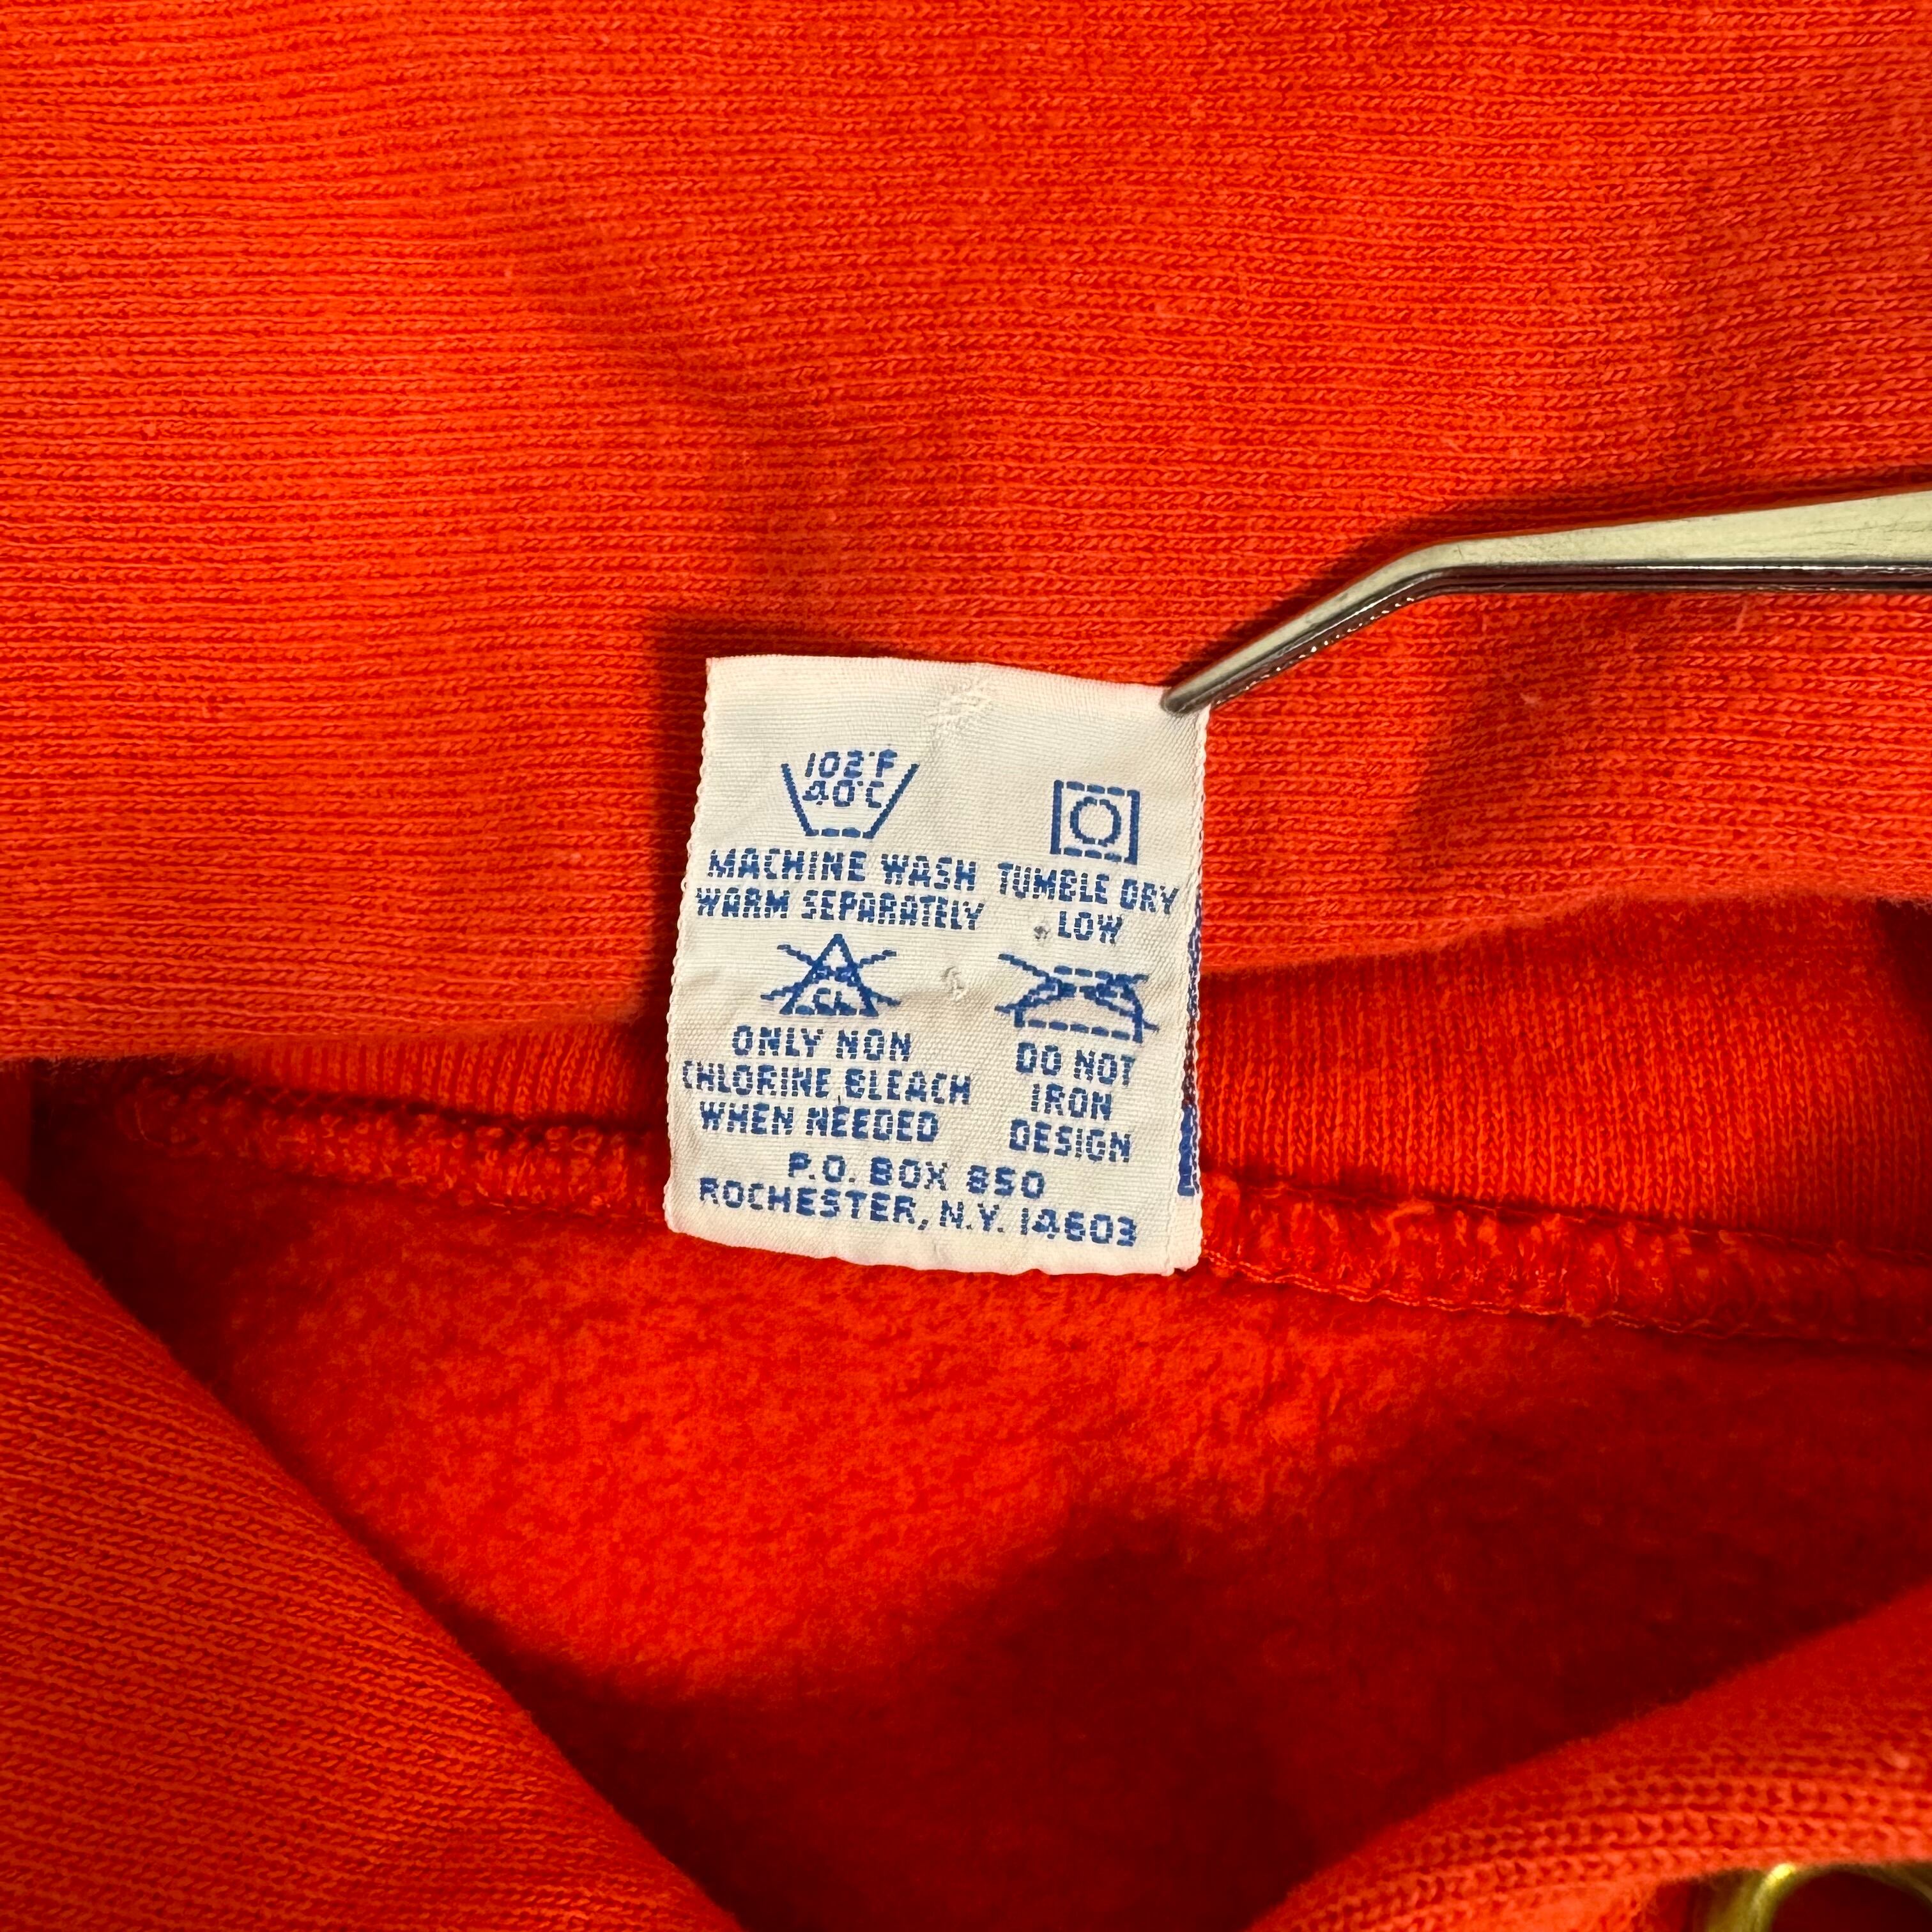 102°F
40°C
MACHINE WASH
WARM SEPARATELY
TUMBLE DRY
LOW
CL
ONLY NON
CHLORINE BLEACH
WHEN NEEDED
DO NOT
IRON
DESIGN
P.O. BOX 850
ROCHESTER, N.Y. 14603